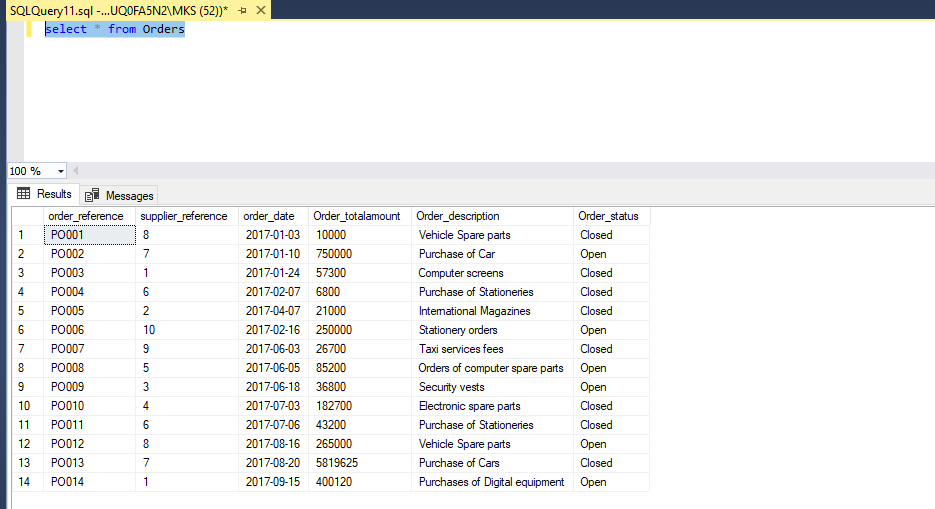 SQLQuery11.sql -...UQ0FA5N2\MKS (52))*
select * from Orders
100 %
Results Messages
order_reference supplier_reference order_date Order_totalamount Order_description Order_status
1 PO001 8 2017-01-03 10000 Vehicle Spare parts Closed
2 PO002 7 2017-01-10 750000 Purchase of Car Open
3 PO003 1 2017-01-24 57300 Computer screens Closed
4 PO004 6 2017-02-07 6800 Purchase of Stationeries Closed
5 PO005 2 2017-04-07 21000 International Magazines Closed
6 PO006 10 2017-02-16 250000 Stationery orders Open
7 PO007 9 2017-06-03 26700 Taxi services fees Closed
8 PO008 5 2017-06-05 85200 Orders of computer spare parts Open
9 PO009 3 2017-06-18 36800 Security vests Open
10 PO010 4 2017-07-03 182700 Electronic spare parts Closed
11 PO011 6 2017-07-06 43200 Purchase of Stationeries Closed
12 PO012 8 2017-08-16 265000 Vehicle Spare parts Open
13 PO013 7 2017-08-20 5819625 Purchase of Cars Closed
14 PO014 1 2017-09-15 400120 Purchases of Digital equipment Open